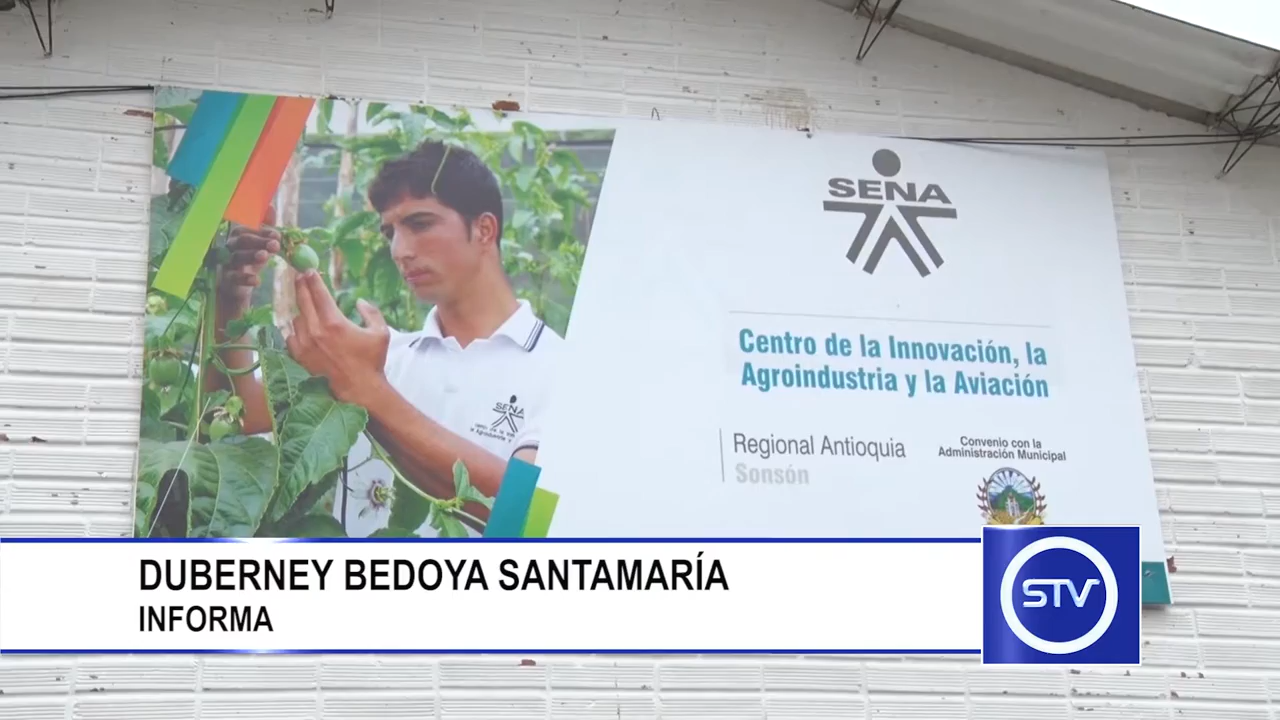 SENA
Centro de la Innovación, la
Agroindustria y la Aviación
Regional Antioquia
Sonsón
Convenio con la
Administración Municipal
SENA
DUBERNEY BEDOYA SANTAMARÍA
INFORMA
STV